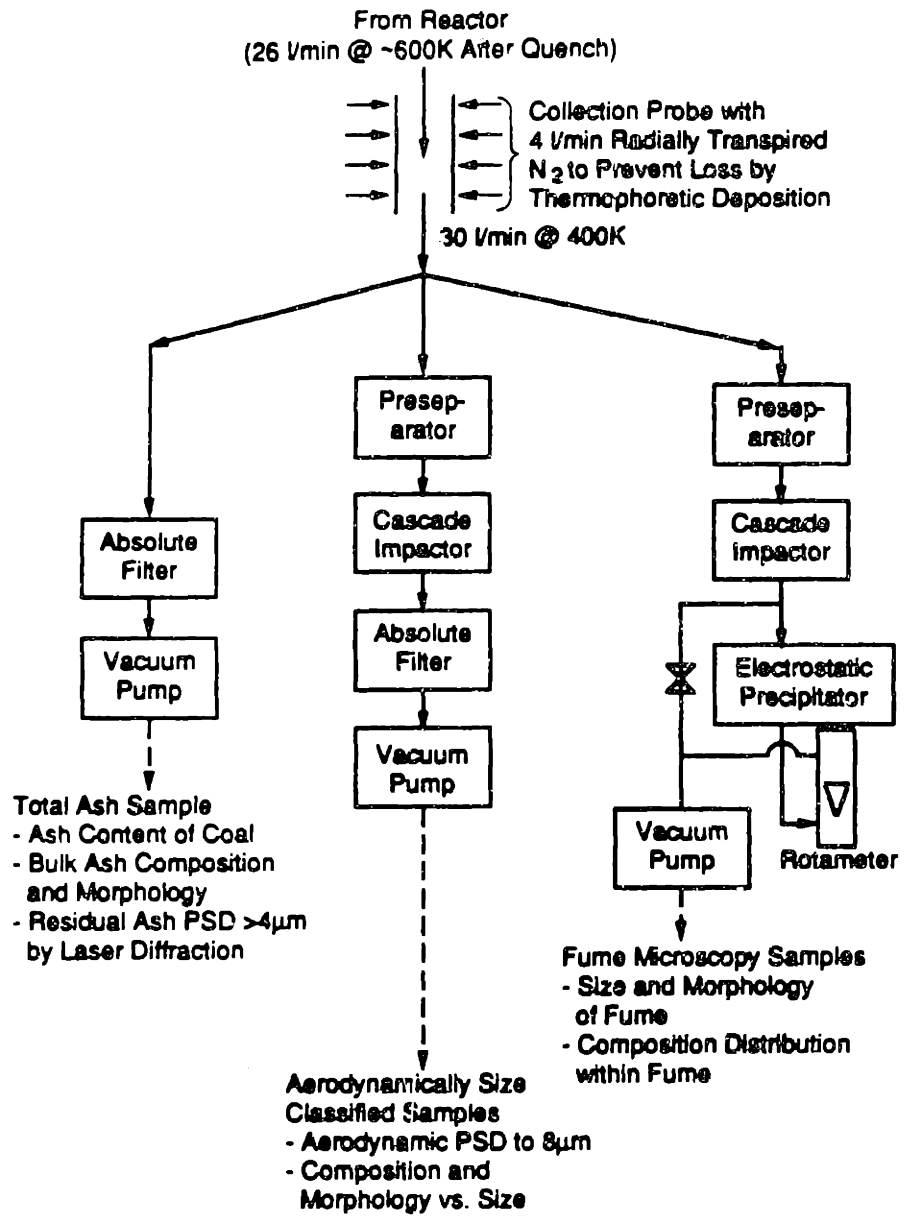 From Reactor
(26 l/min @ ~600K After Quench)
Collection Probe with
4 l/min Radially Transpired
N2 to Prevent Loss by
Thermophoretic Deposition
30 l/min @ 400K
Absolute
Filter
Vacuum
Pump
Total Ash Sample
- Ash Content of Coal
- Bulk Ash Composition
and Morphology
- Residual Ash PSD >4μm
by Laser Diffraction
Presep-
arator
Cascade
Impactor
Absolute
Filter
Vacuum
Pump
Aerodynamically Size
Classified Samples
- Aerodynamic PSD to 8μm
- Composition and
Morphology vs. Size
Presep-
arator
Cascade
Impactor
Electrostatic
Precipitator
Vacuum
Pump
Rotameter
Fume Microscopy Samples
- Size and Morphology
of Fume
- Composition Distribution
within Fume